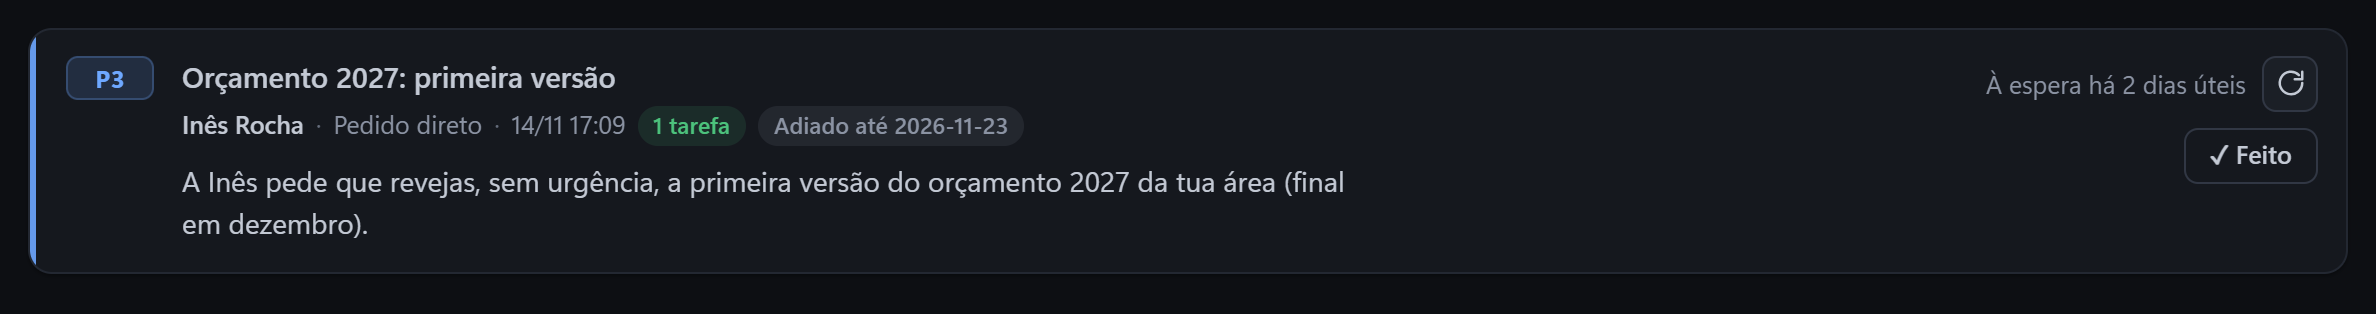 P3
Orçamento 2027: primeira versão
À espera há 2 dias úteis
Inês Rocha · Pedido direto · 14/11 17:09 1 tarefa Adiado até 2026-11-23
✓ Feito
A Inês pede que revejas, sem urgência, a primeira versão do orçamento 2027 da tua área (final
em dezembro).